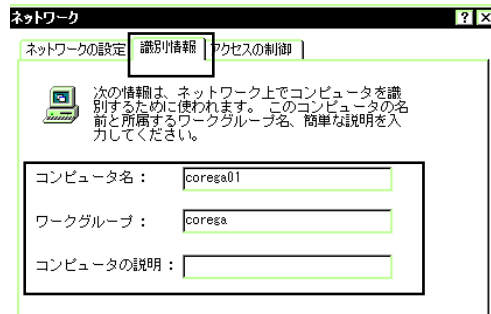 ネットワーク
ネットワークの設定 識別情報 アクセスの制御
次の情報は、ネットワーク上でコンピュータを識
別するために使われます。 このコンピュータの名
前と所属するワークグループ名、簡単な説明を入
力してください。
コンピュータ名： corega01
ワークグループ： corega
コンピュータの説明：